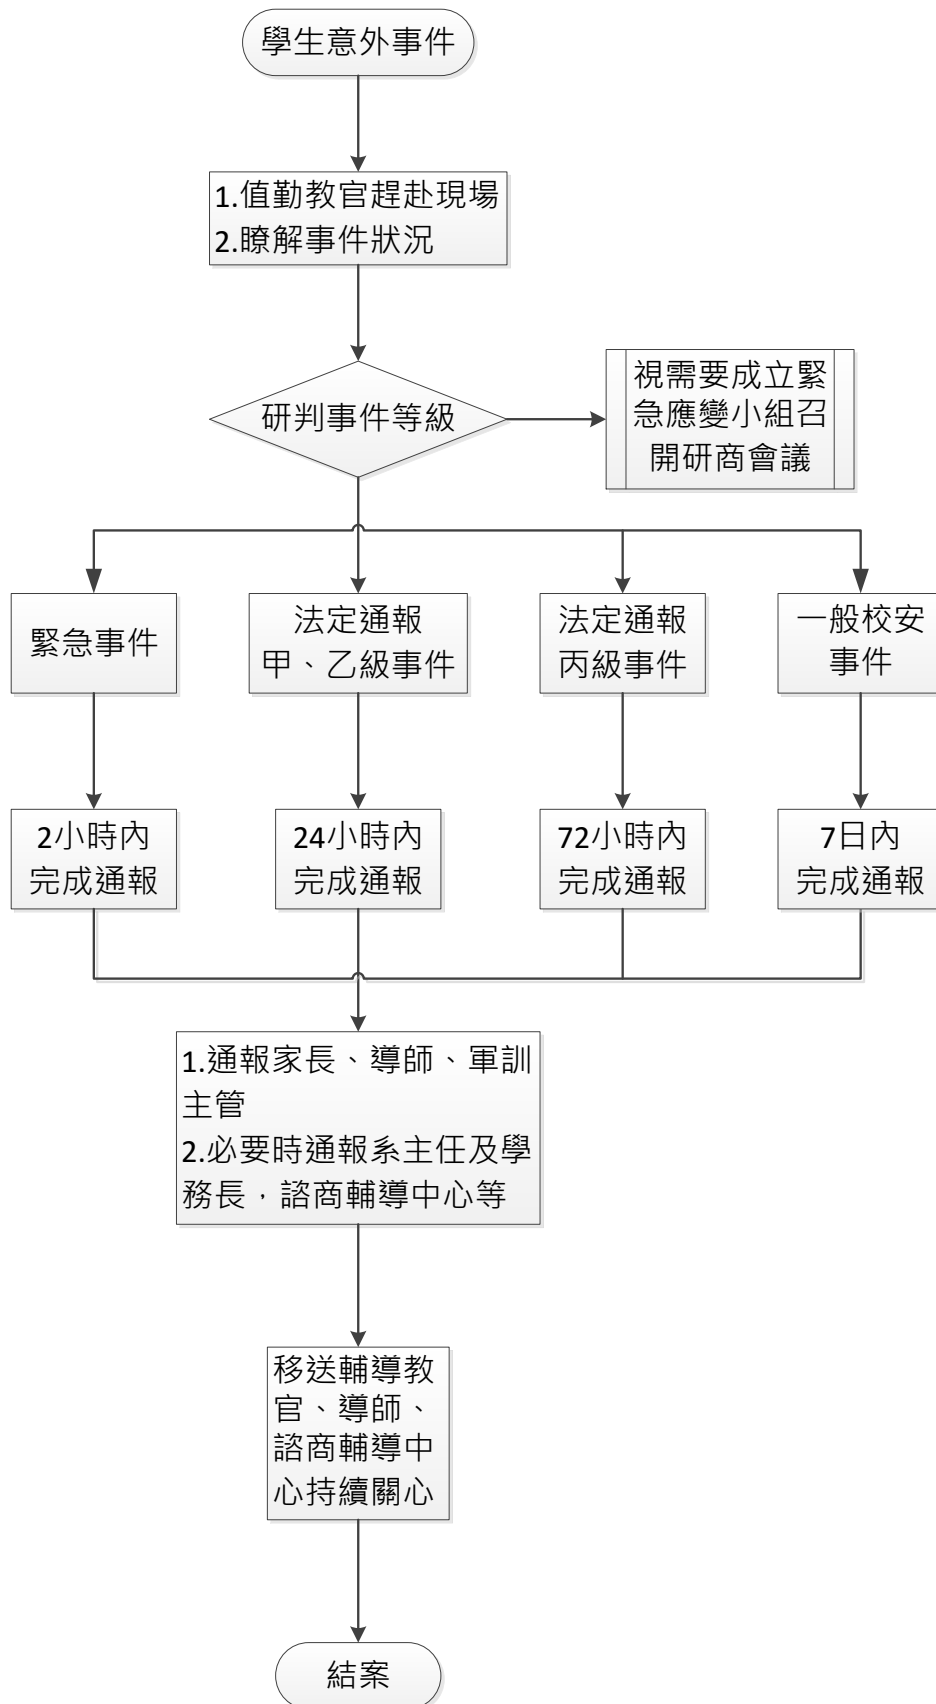 學生意外事件
1.值勤教官趕赴現場
2.瞭解事件狀況
研判事件等級
視需要成立緊
急應變小組召
開研商會議
緊急事件
法定通報
甲、乙級事件
法定通報
丙級事件
一般校安
事件
2小時內
完成通報
24小時內
完成通報
72小時內
完成通報
7日內
完成通報
1.通報家長、導師、軍訓
主管
2.必要時通報系主任及學
務長，諮商輔導中心等
移送輔導教
官、導師、
諮商輔導中
心持續關心
結案